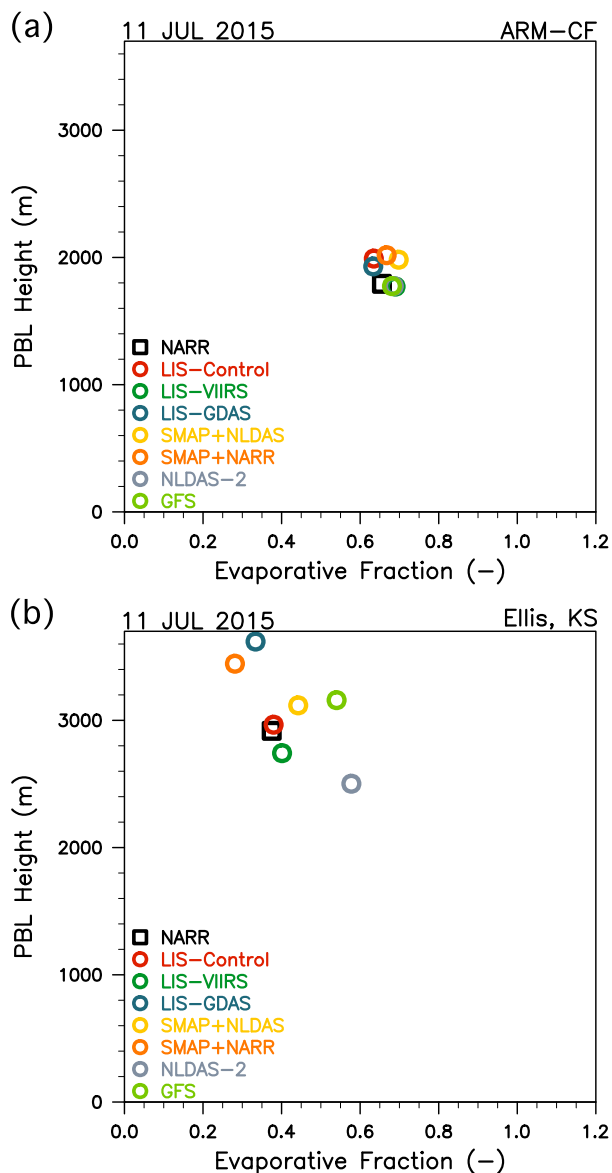 (a)
11 JUL 2015 ARM-CF
3000
2000
1000
0
PBL Height (m)
NARR
LIS-Control
LIS-VIIRS
LIS-GDAS
SMAP+NLDAS
SMAP+NARR
NLDAS-2
GFS
0.0 0.2 0.4 0.6 0.8 1.0 1.2
Evaporative Fraction (-)
(b)
11 JUL 2015 Ellis, KS
3000
2000
1000
0
PBL Height (m)
NARR
LIS-Control
LIS-VIIRS
LIS-GDAS
SMAP+NLDAS
SMAP+NARR
NLDAS-2
GFS
0.0 0.2 0.4 0.6 0.8 1.0 1.2
Evaporative Fraction (-)